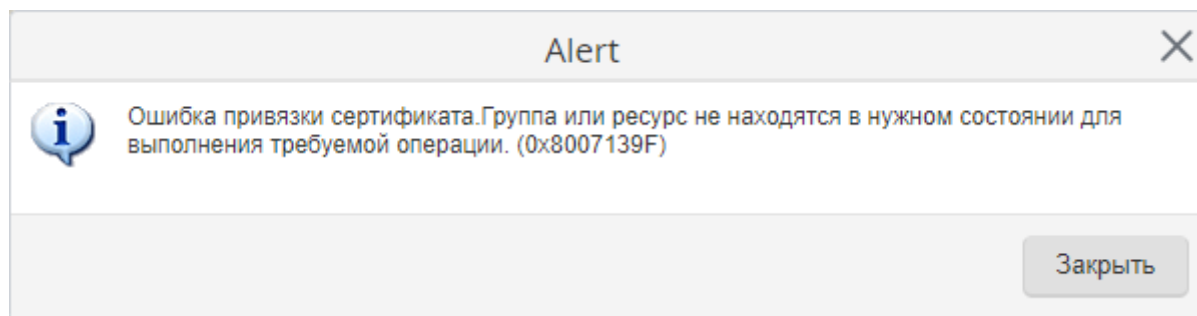 Alert
Ошибка привязки сертификата.Группа или ресурс не находятся в нужном состоянии для
выполнения требуемой операции. (0x8007139F)
Закрыть